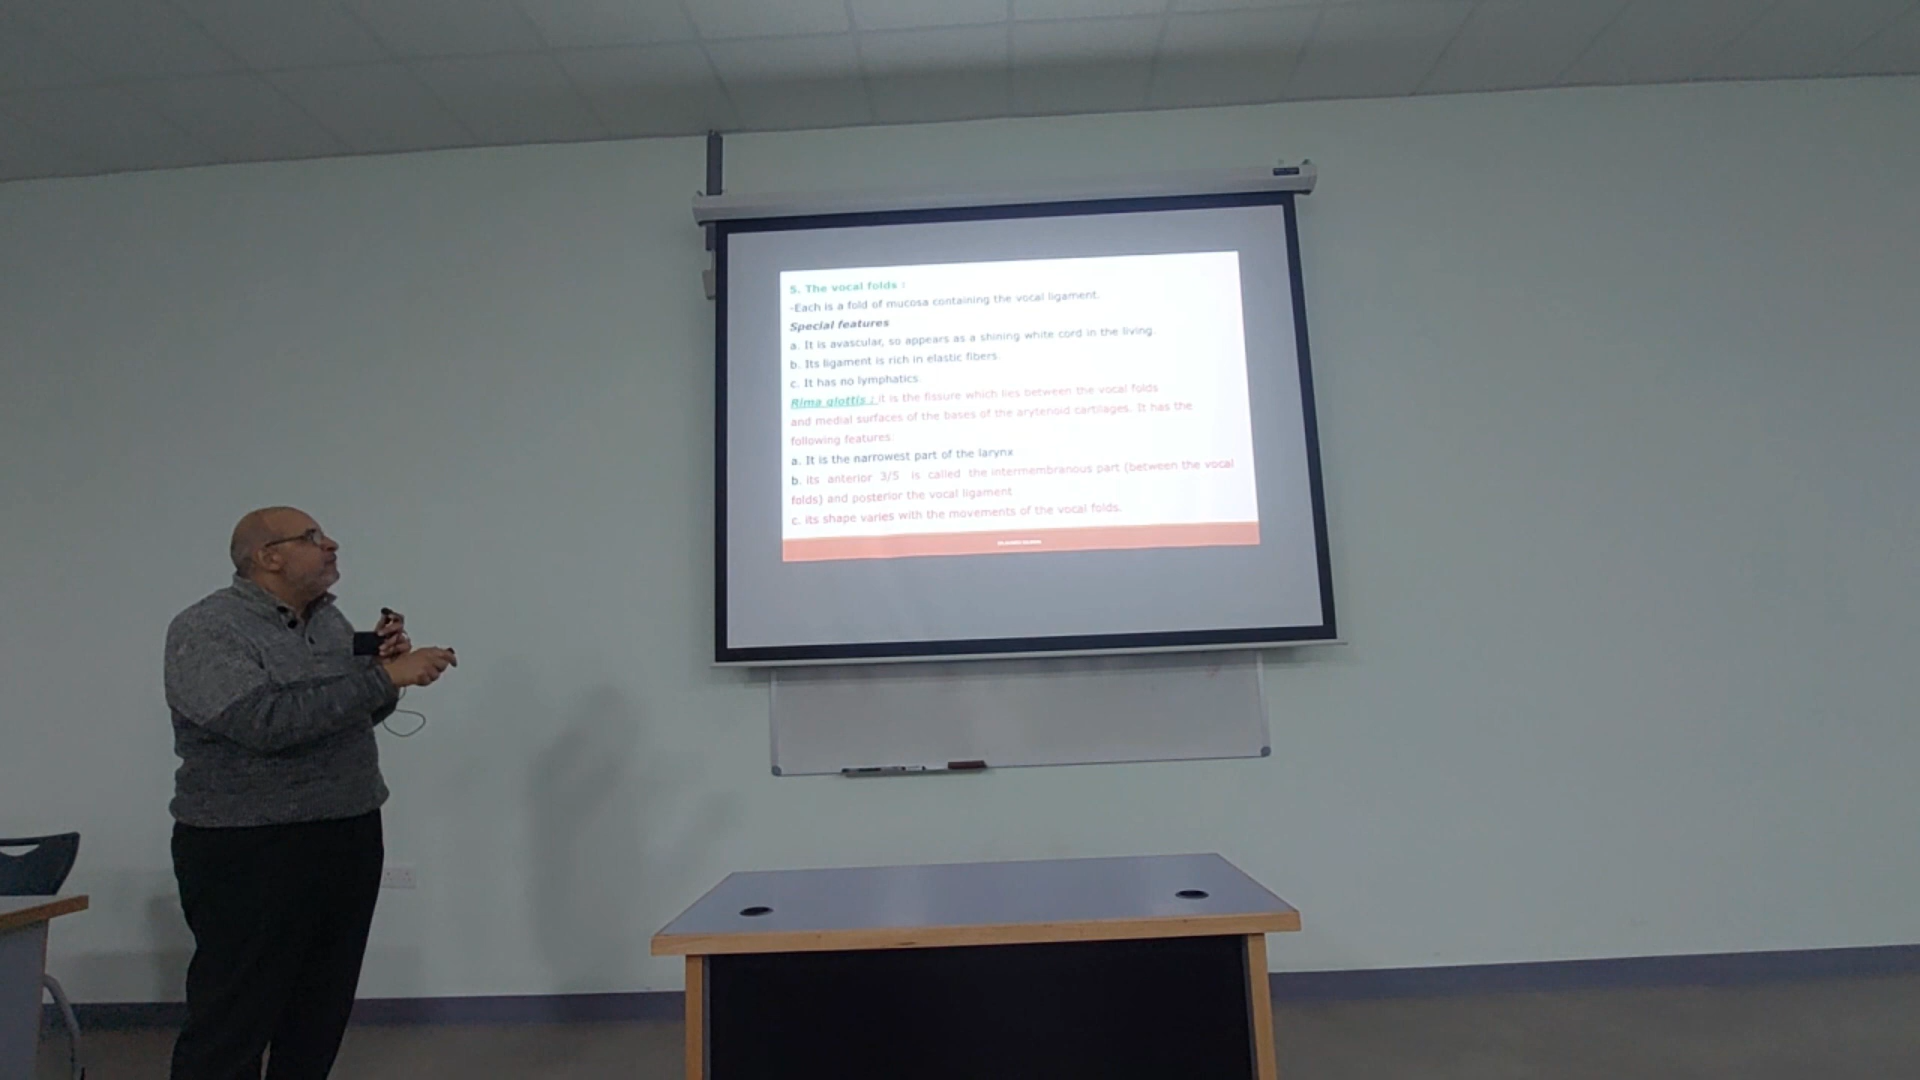 5. The vocal folds :
-Each is a fold of mucosa containing the vocal ligament.
Special features
a. It is avascular, so appears as a shining white cord in the living.
b. Its ligament is rich in elastic fibers.
c. It has no lymphatics.
Rima glottis : it is the fissure which lies between the vocal folds
and medial surfaces of the bases of the arytenoid cartilages. It has the
following features:
a. It is the narrowest part of the larynx
b. its anterior 3/5 is called the intermembranous part (between the vocal
folds) and posterior the vocal ligament
c. its shape varies with the movements of the vocal folds.